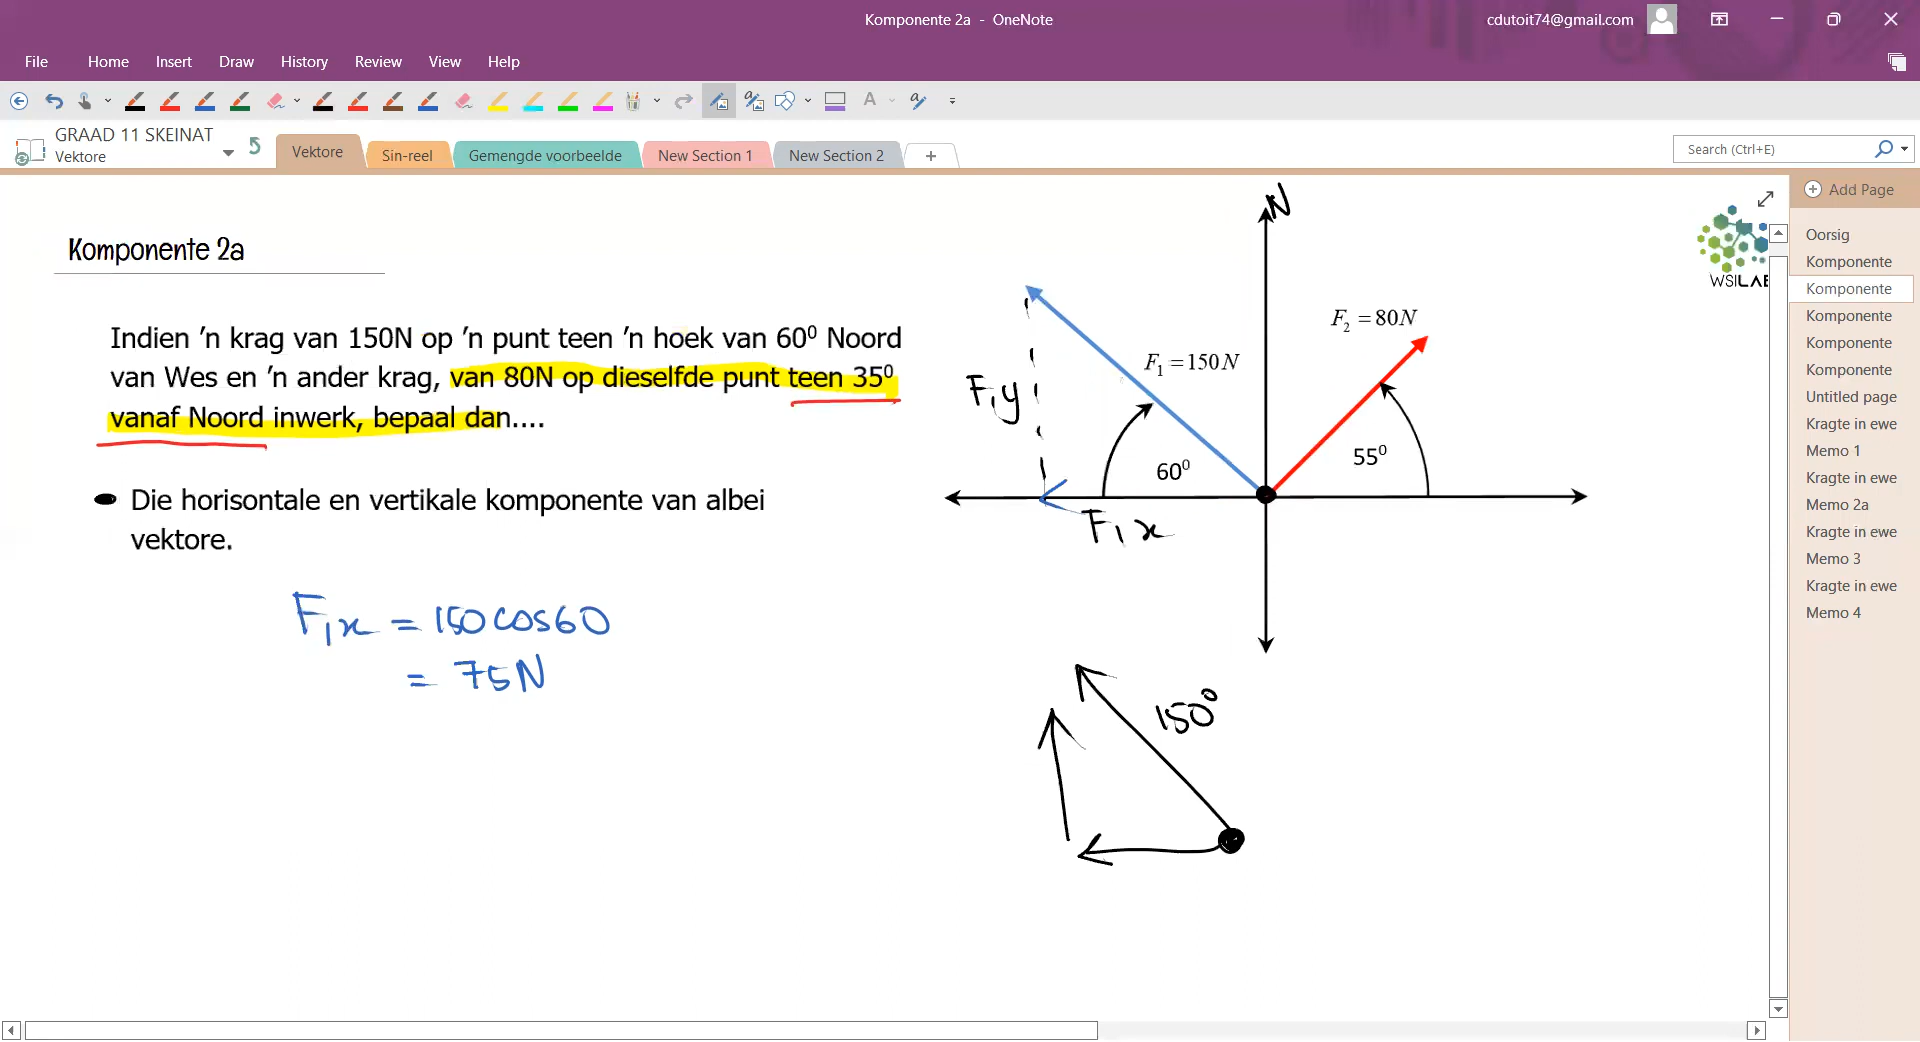 Komponente 2a - OneNote
cdutoit74@gmail.com
File Home Insert Draw History Review View Help
GRAAD 11 SKEINAT
Vektore
Vektore
Sin-reel
Gemengde voorbeelde
New Section 1
New Section 2
Search (Ctrl+E)
Add Page
Oorsig
Komponente
Komponente
Komponente
Komponente
Komponente
Untitled page
Kragte in ewe
Memo 1
Kragte in ewe
Memo 2a
Kragte in ewe
Memo 3
Kragte in ewe
Memo 4
WSILAB
Komponente 2a
Indien 'n krag van 150N op 'n punt teen 'n hoek van 60⁰ Noord
van Wes en 'n ander krag, van 80N op dieselfde punt teen 35⁰
vanaf Noord inwerk, bepaal dan....
Die horisontale en vertikale komponente van albei
vektore.
F₁x = 150cos60
= 75N
N
F₂ = 80N
F₁ = 150N
F₁y
60⁰
55⁰
F₁x
150⁰